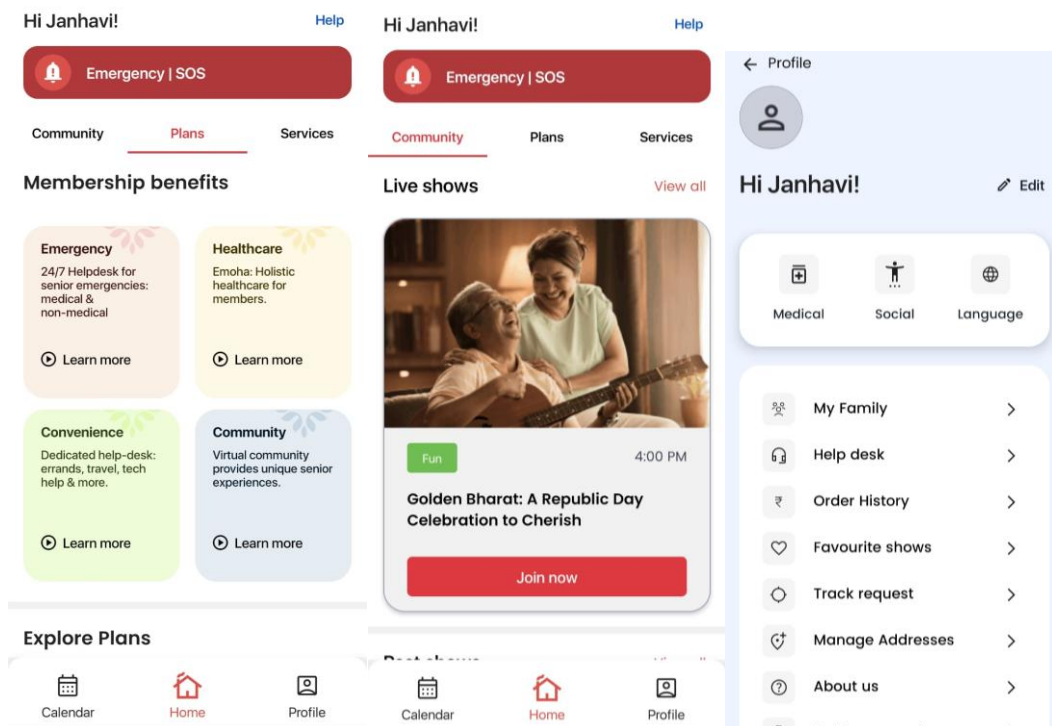 Hi Janhavi!
Help
Emergency | SOS
Community
Plans
Services
Membership benefits
Emergency
24/7 Helpdesk for
senior emergencies:
medical &
non-medical
Learn more
Healthcare
Emoha: Holistic
healthcare for
members.
Learn more
Convenience
Dedicated help-desk:
errands, travel, tech
help & more.
Learn more
Community
Virtual community
provides unique senior
experiences.
Learn more
Explore Plans
Calendar
Home
Profile
Hi Janhavi!
Help
Emergency | SOS
Community
Plans
Services
Live shows
View all
Fun
4:00 PM
Golden Bharat: A Republic Day
Celebration to Cherish
Join now
Calendar
Home
Profile
Profile
Hi Janhavi!
Edit
Medical
Social
Language
My Family
Help desk
Order History
Favourite shows
Track request
Manage Addresses
About us